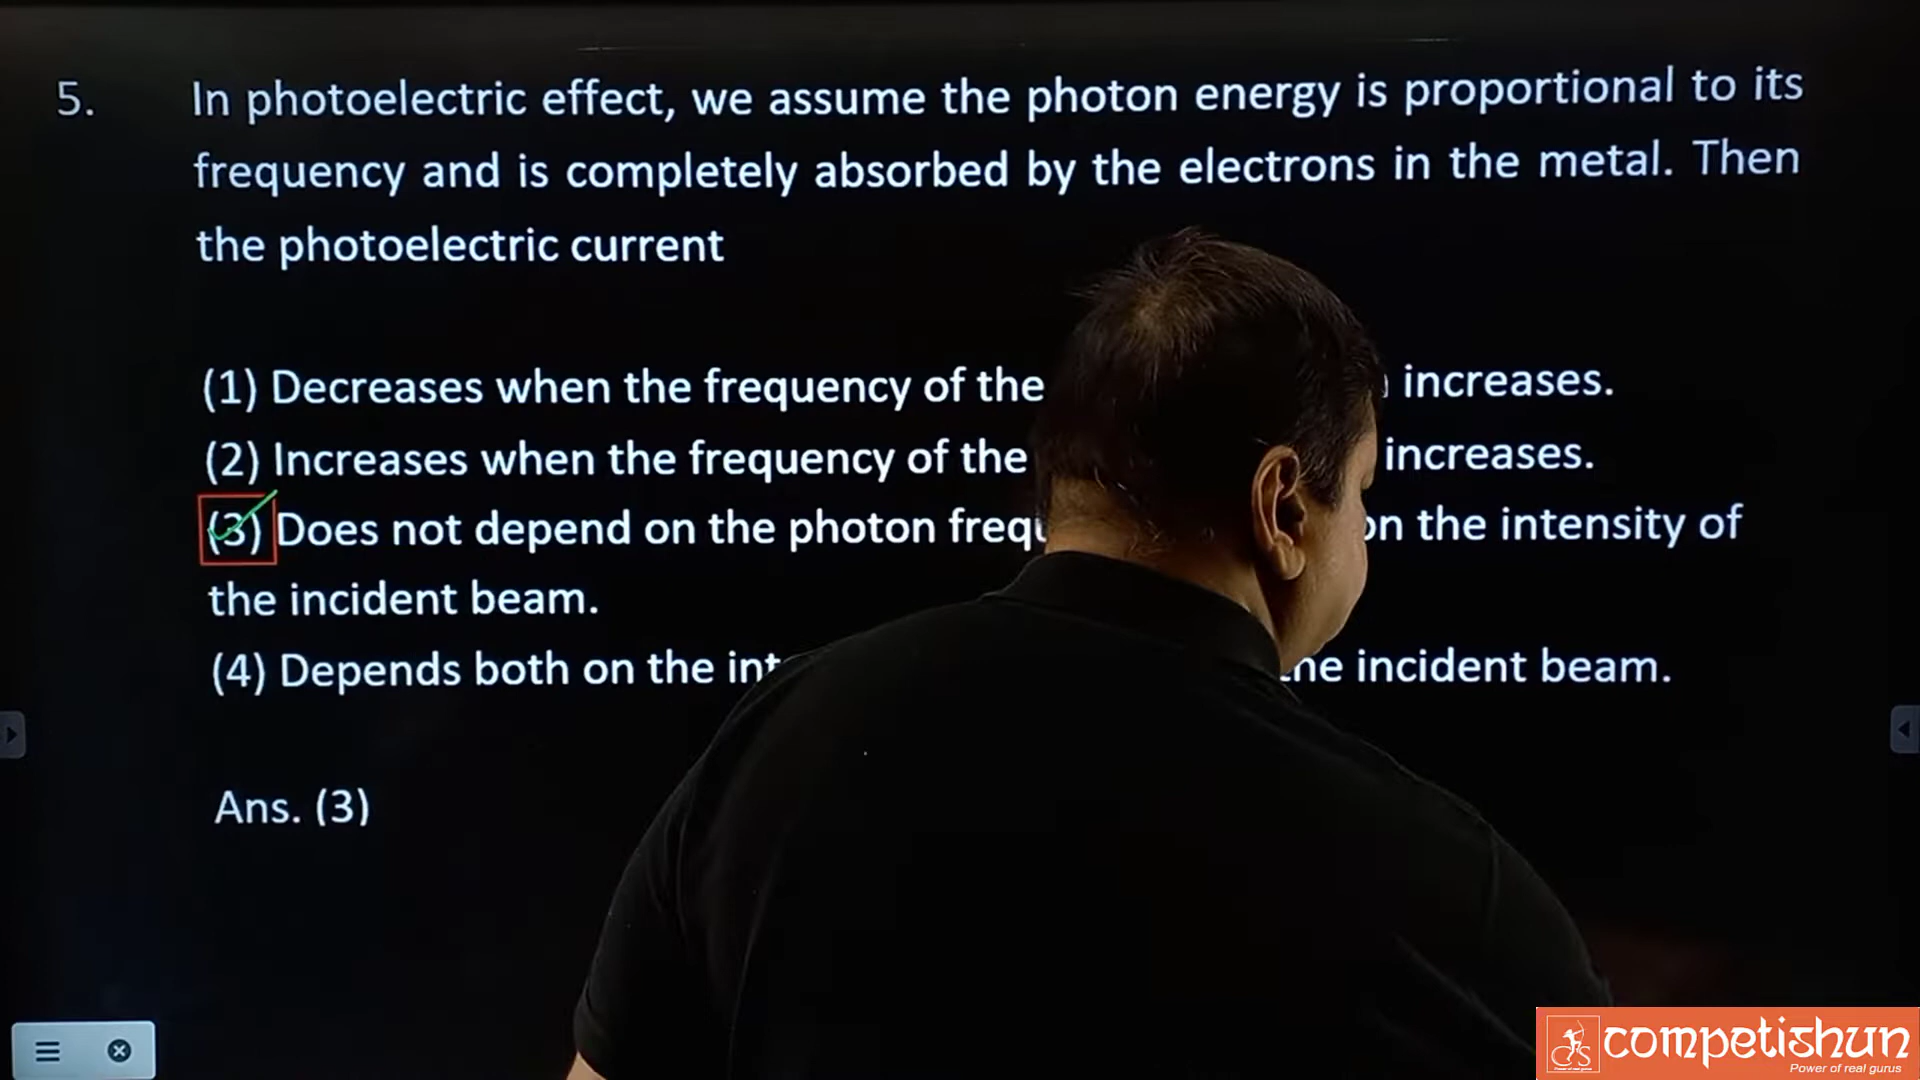 5. In photoelectric effect, we assume the photon energy is proportional to its
frequency and is completely absorbed by the electrons in the metal. Then
the photoelectric current
(1) Decreases when the frequency of the increases.
(2) Increases when the frequency of the increases.
(3) Does not depend on the photon on the intensity of
the incident beam.
(4) Depends both on the incident beam.
Ans. (3)
competishun
Power of real gurus